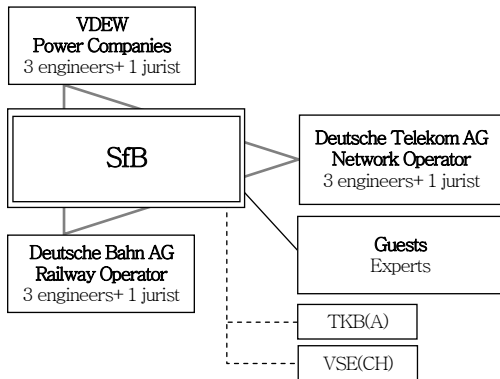 VDEW
Power Companies
3 engineers+ 1 jurist
SfB
Deutsche Telekom AG
Network Operator
3 engineers+ 1 jurist
Deutsche Bahn AG
Railway Operator
3 engineers+ 1 jurist
Guests
Experts
TKB(A)
VSE(CH)